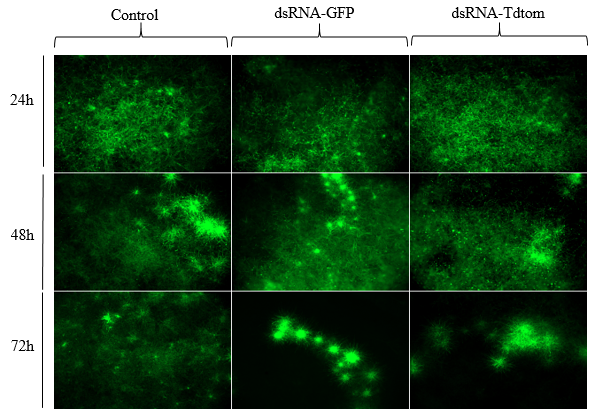 Control
dsRNA-GFP
dsRNA-Tdtom
24h
48h
72h